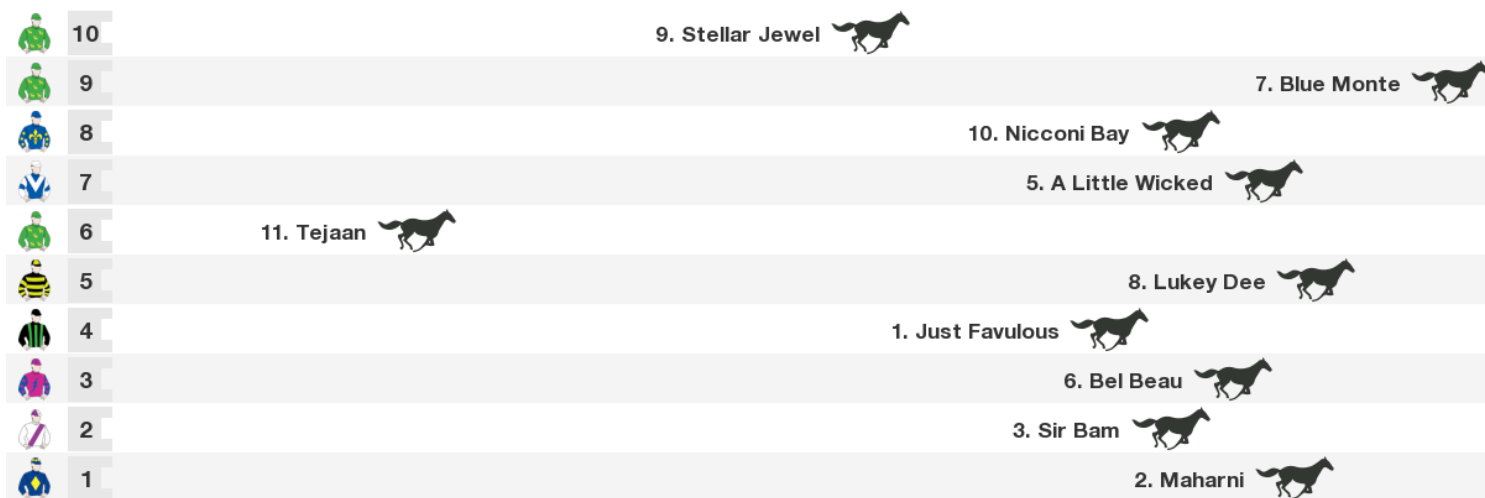 10 9. Stellar Jewel
9 7. Blue Monte
8 10. Nicconi Bay
7 5. A Little Wicked
6 11. Tejaan
5 8. Lukey Dee
4 1. Just Favulous
3 6. Bel Beau
2 3. Sir Bam
1 2. Maharni